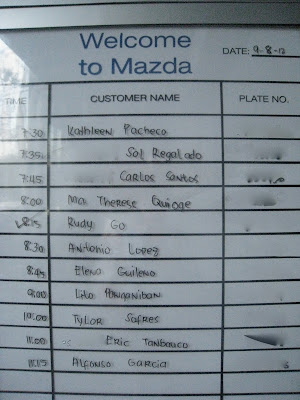 Welcome
to Mazda
DATE: 9-8-12
TIME CUSTOMER NAME PLATE NO.
7:30 Kathleen Pacheco
7:35 Sol Regalado
7:45 Carlos Santos
8:00 Ma. Therese Quioge
8:15 Rudy Go
8:30 Antonio Lopez
8:45 Elena Guileno
9:00 Lito Panganiban
10:00 Tylor Safres
11:00 Eric Tanbauco
11:15 Alfonso Garcia